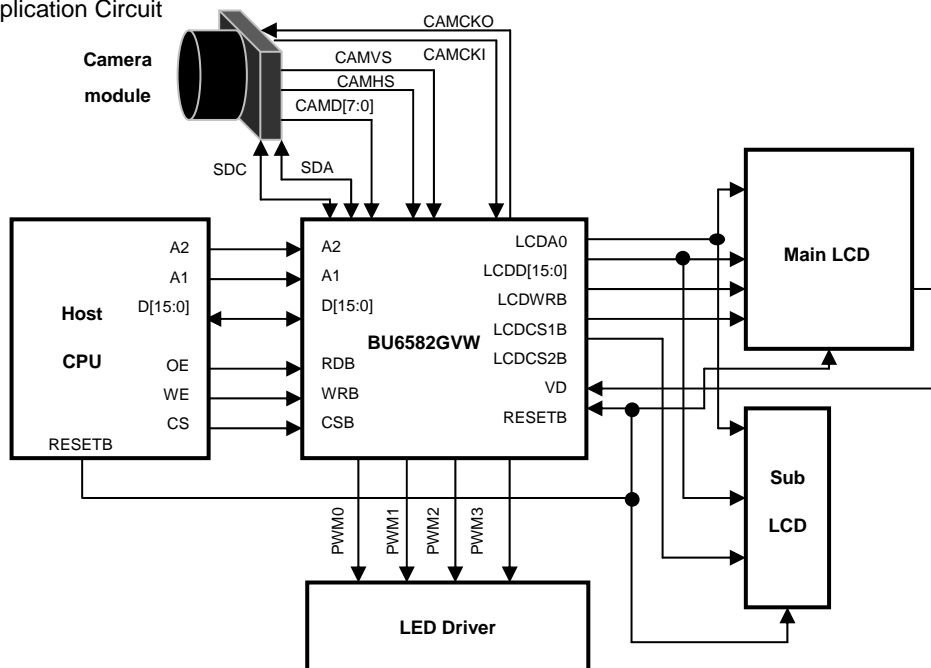 plication Circuit
Camera
module
CAMCKO
CAMCKI
CAMVS
CAMHS
CAMD[7:0]
SDC
SDA
Host
CPU
A2
A1
D[15:0]
OE
WE
CS
RESETB
A2
A1
D[15:0]
RDB
WRB
CSB
BU6582GVW
LCDA0
LCDD[15:0]
LCDWRB
LCDCS1B
LCDCS2B
VD
RESETB
Main LCD
Sub
LCD
PWM0
PWM1
PWM2
PWM3
LED Driver